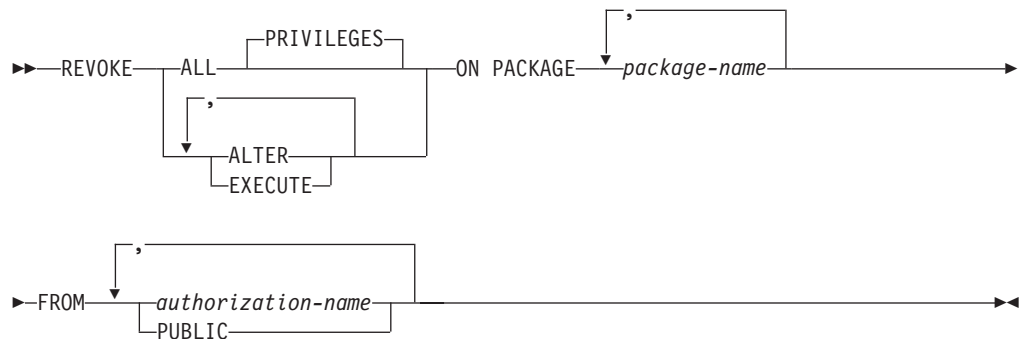 ,
PRIVILEGES
REVOKE ALL ON PACKAGE package-name
,
ALTER
EXECUTE
,
FROM authorization-name
PUBLIC